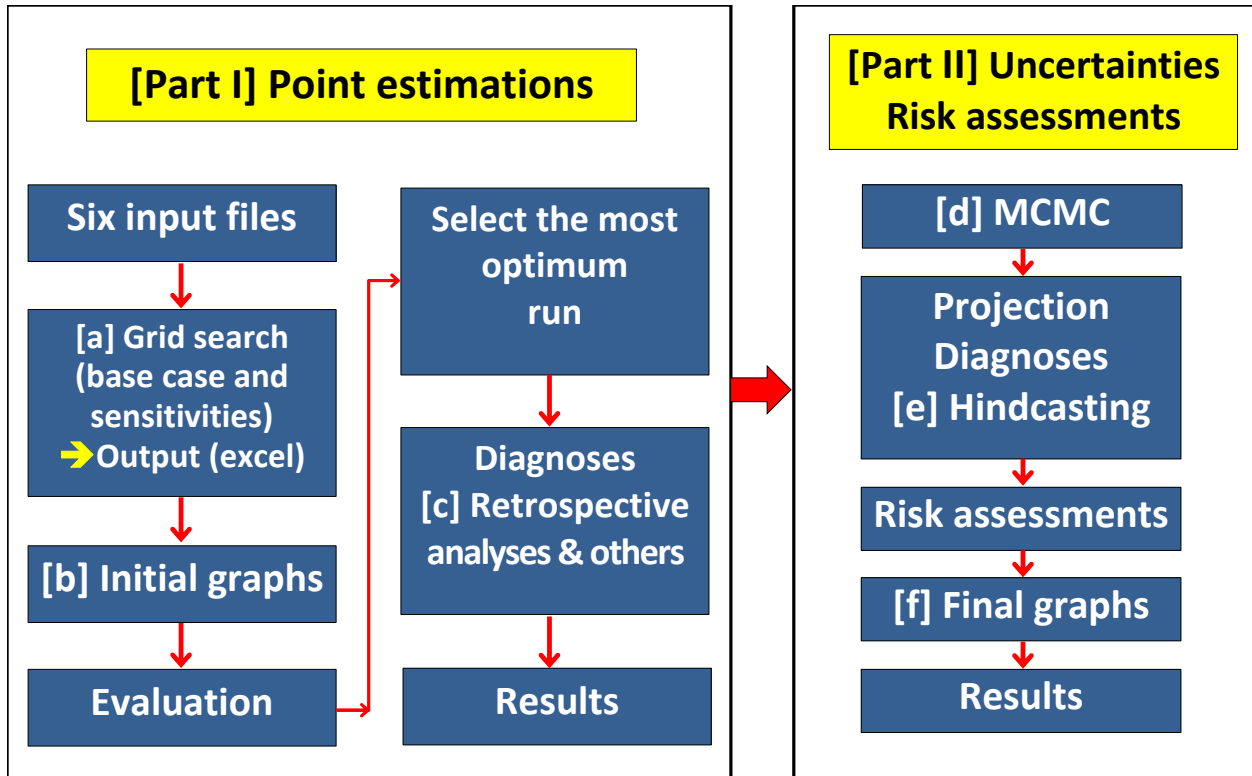 [Part I] Point estimations
Six input files
[a] Grid search
(base case and
sensitivities)
➔Output (excel)
[b] Initial graphs
Evaluation
Select the most
optimum
run
Diagnoses
[c] Retrospective
analyses & others
Results
[Part II] Uncertainties
Risk assessments
[d] MCMC
Projection
Diagnoses
[e] Hindcasting
Risk assessments
[f] Final graphs
Results